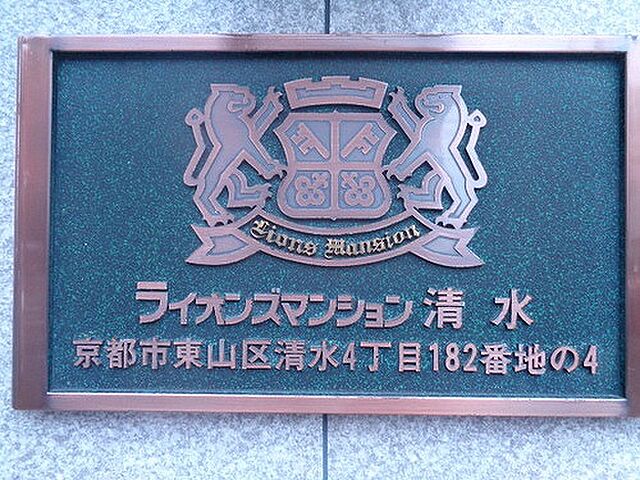 Lions Mansion
ライオンズマンション 清水
京都市東山区清水4丁目182番地の4